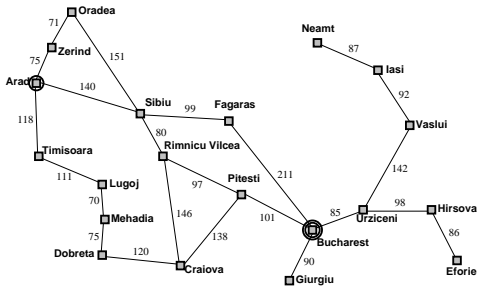 Oradea
71
Neamt
Zerind
87
75
151
Iasi
Arad
140
92
Sibiu
99
Fagaras
118
Vaslui
80
Timisoara
Rimnicu Vilcea
142
111
211
Lugoj
97
Pitesti
70
98
Hirsova
146
85
Mehadia
101
Urziceni
75
138
86
Bucharest
120
Dobreta
90
Craiova
Eforie
Giurgiu